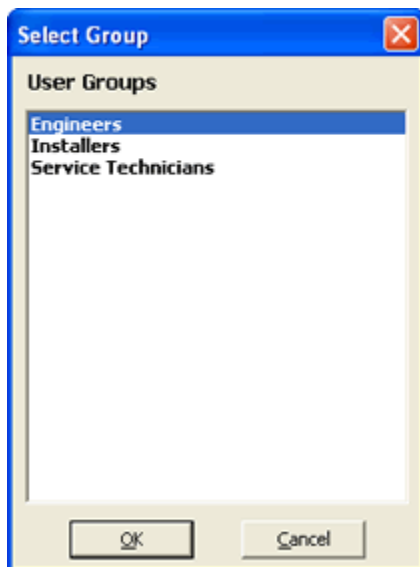 Select Group
User Groups
Engineers
Installers
Service Technicians
OK
Cancel